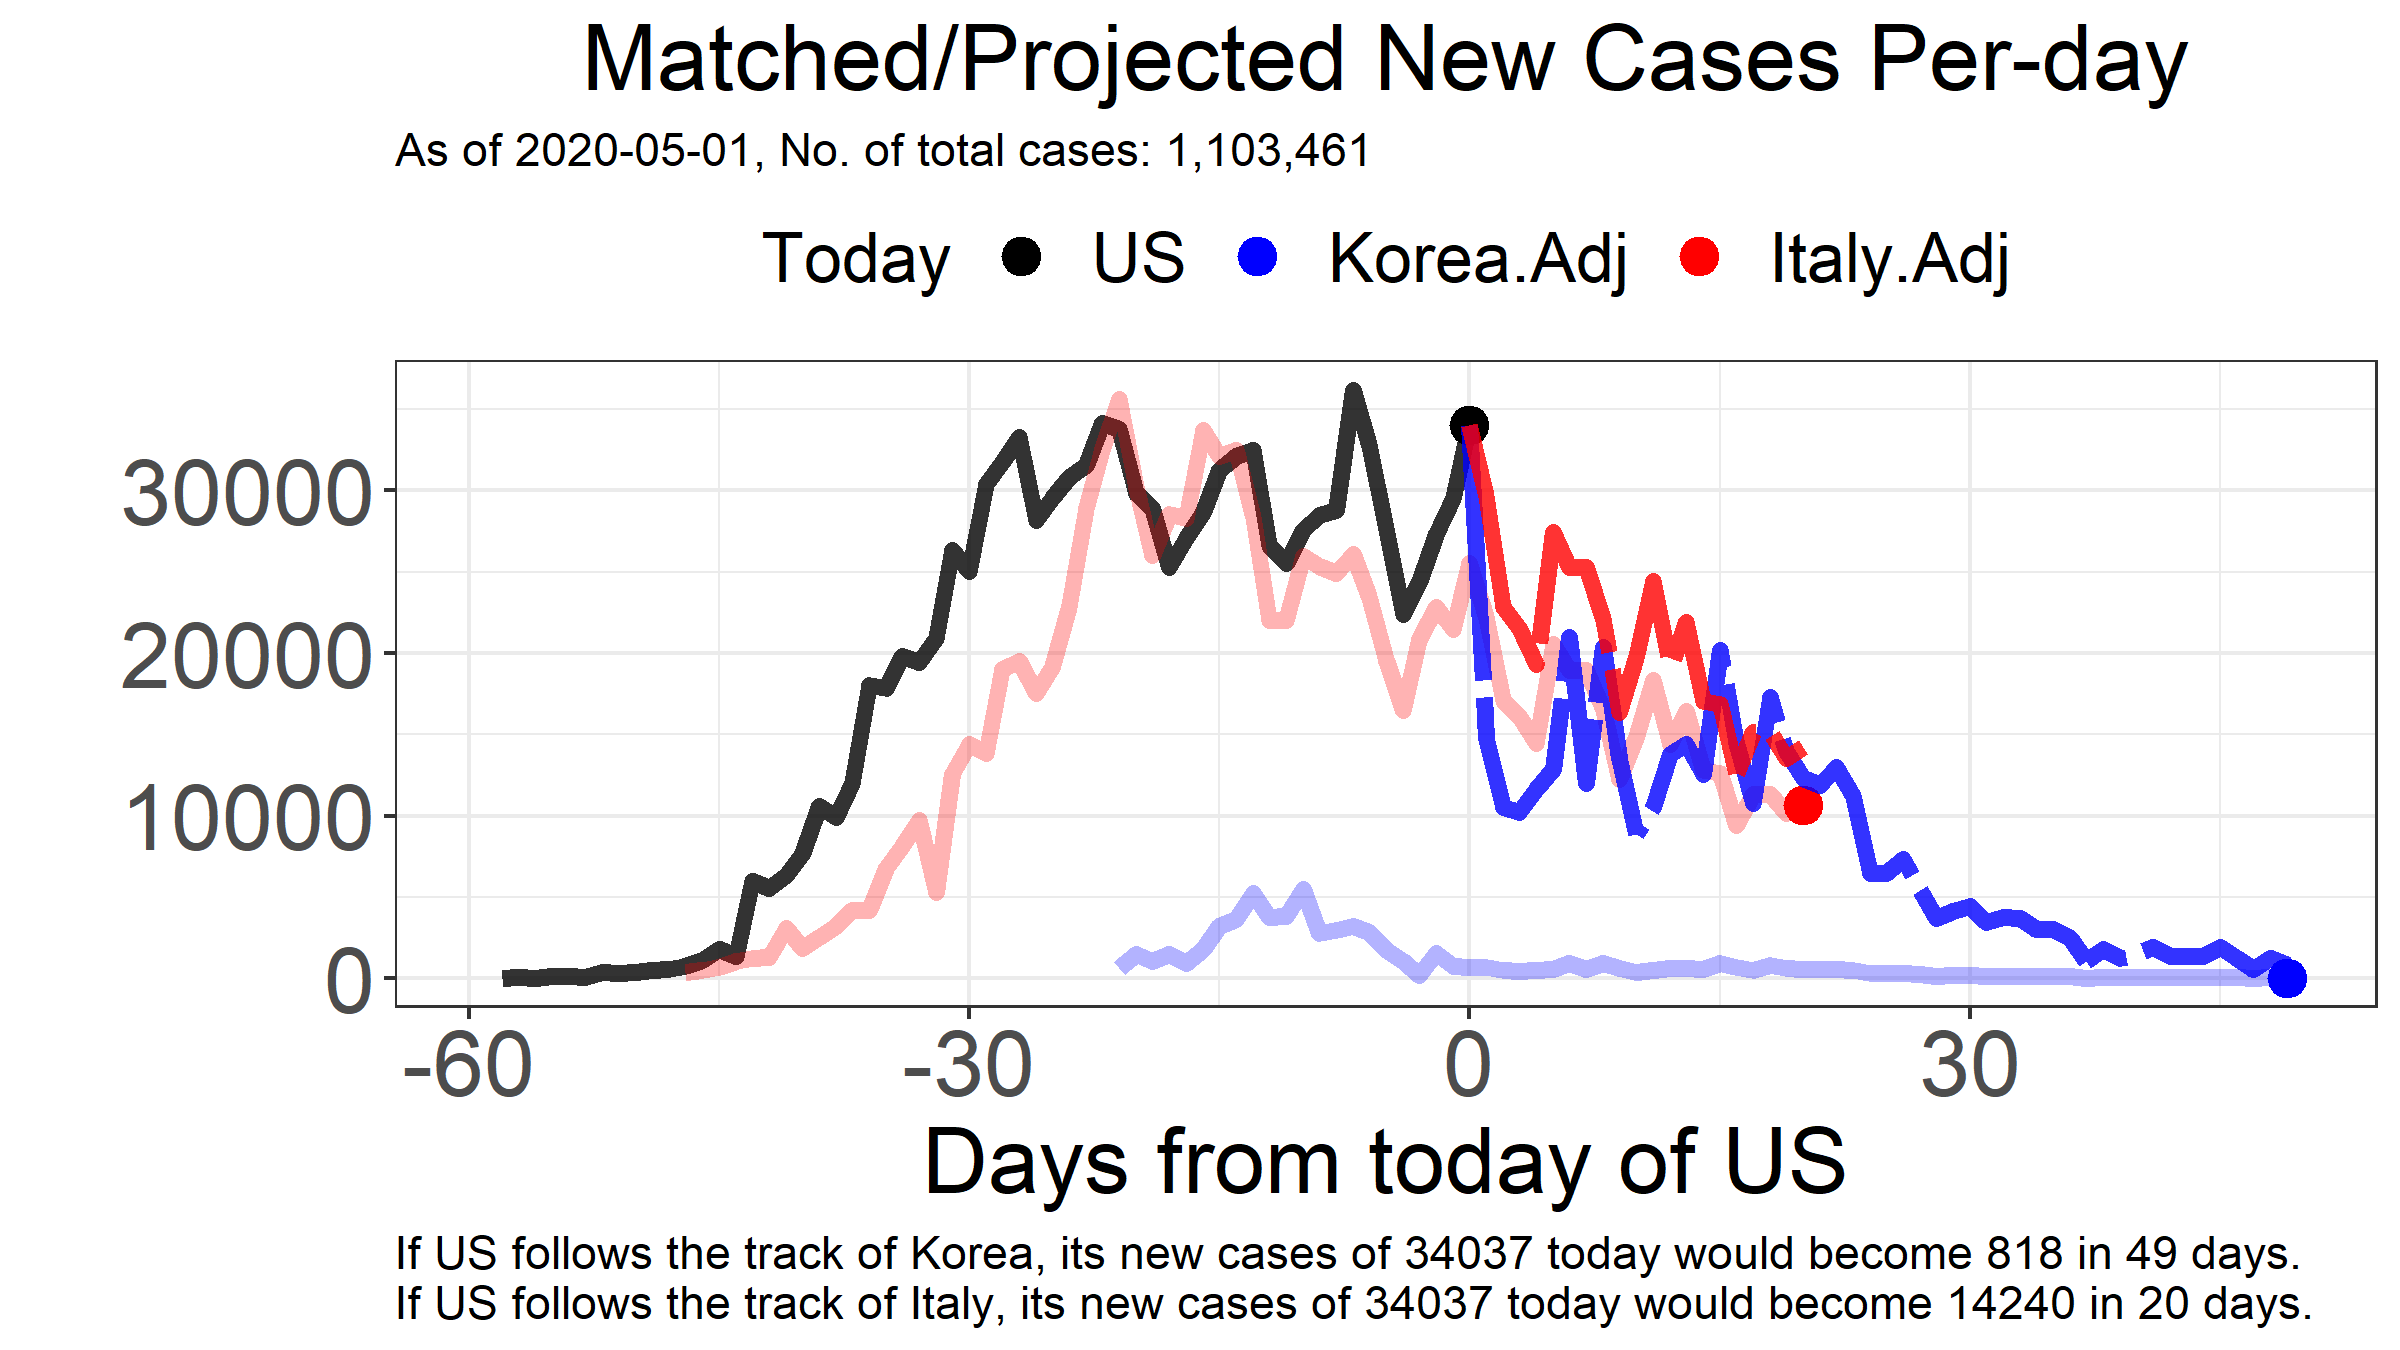 Matched/Projected New Cases Per-day
As of 2020-05-01, No. of total cases: 1,103,461
Today US Korea.Adj Italy.Adj
30000
20000
10000
0
-60 -30 0 30
Days from today of US
If US follows the track of Korea, its new cases of 34037 today would become 818 in 49 days.
If US follows the track of Italy, its new cases of 34037 today would become 14240 in 20 days.